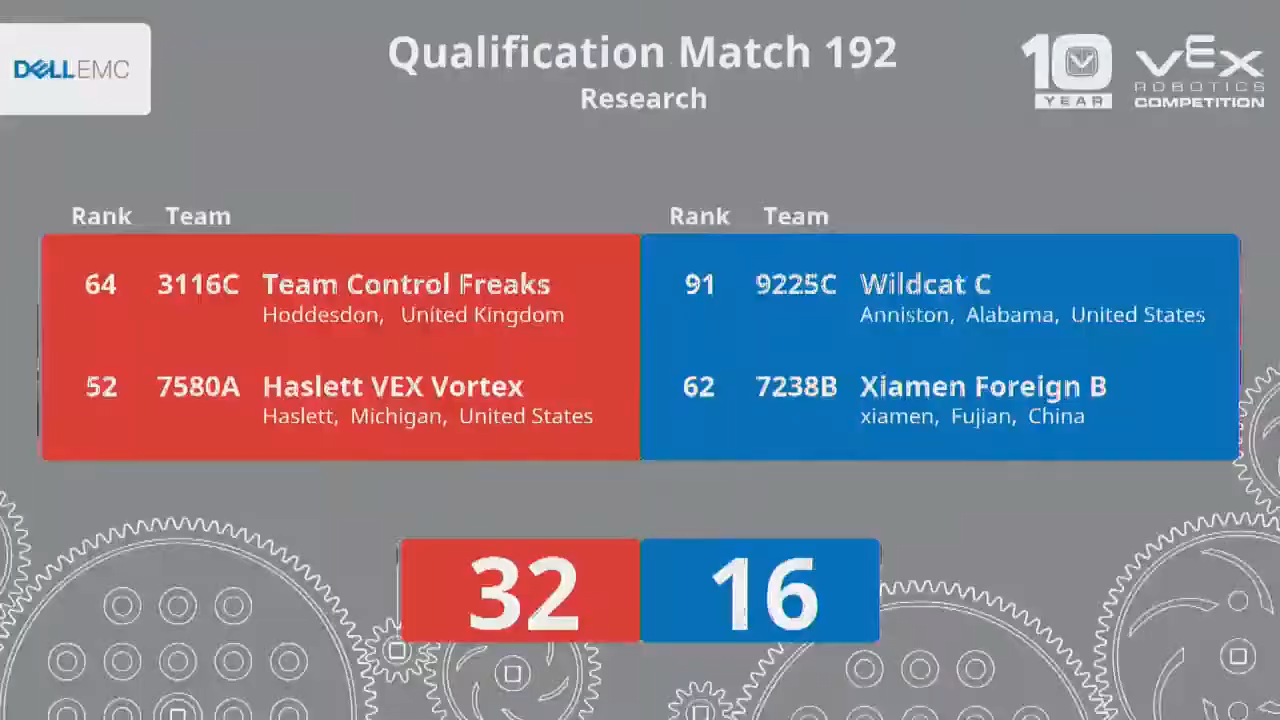 DELL EMC
Qualification Match 192
Research
10 YEAR
VEX ROBOTICS COMPETITION
Rank Team
64 3116C Team Control Freaks
Hoddesdon, United Kingdom
52 7580A Haslett VEX Vortex
Haslett, Michigan, United States
Rank Team
91 9225C Wildcat C
Anniston, Alabama, United States
62 7238B Xiamen Foreign B
xiamen, Fujian, China
32 16